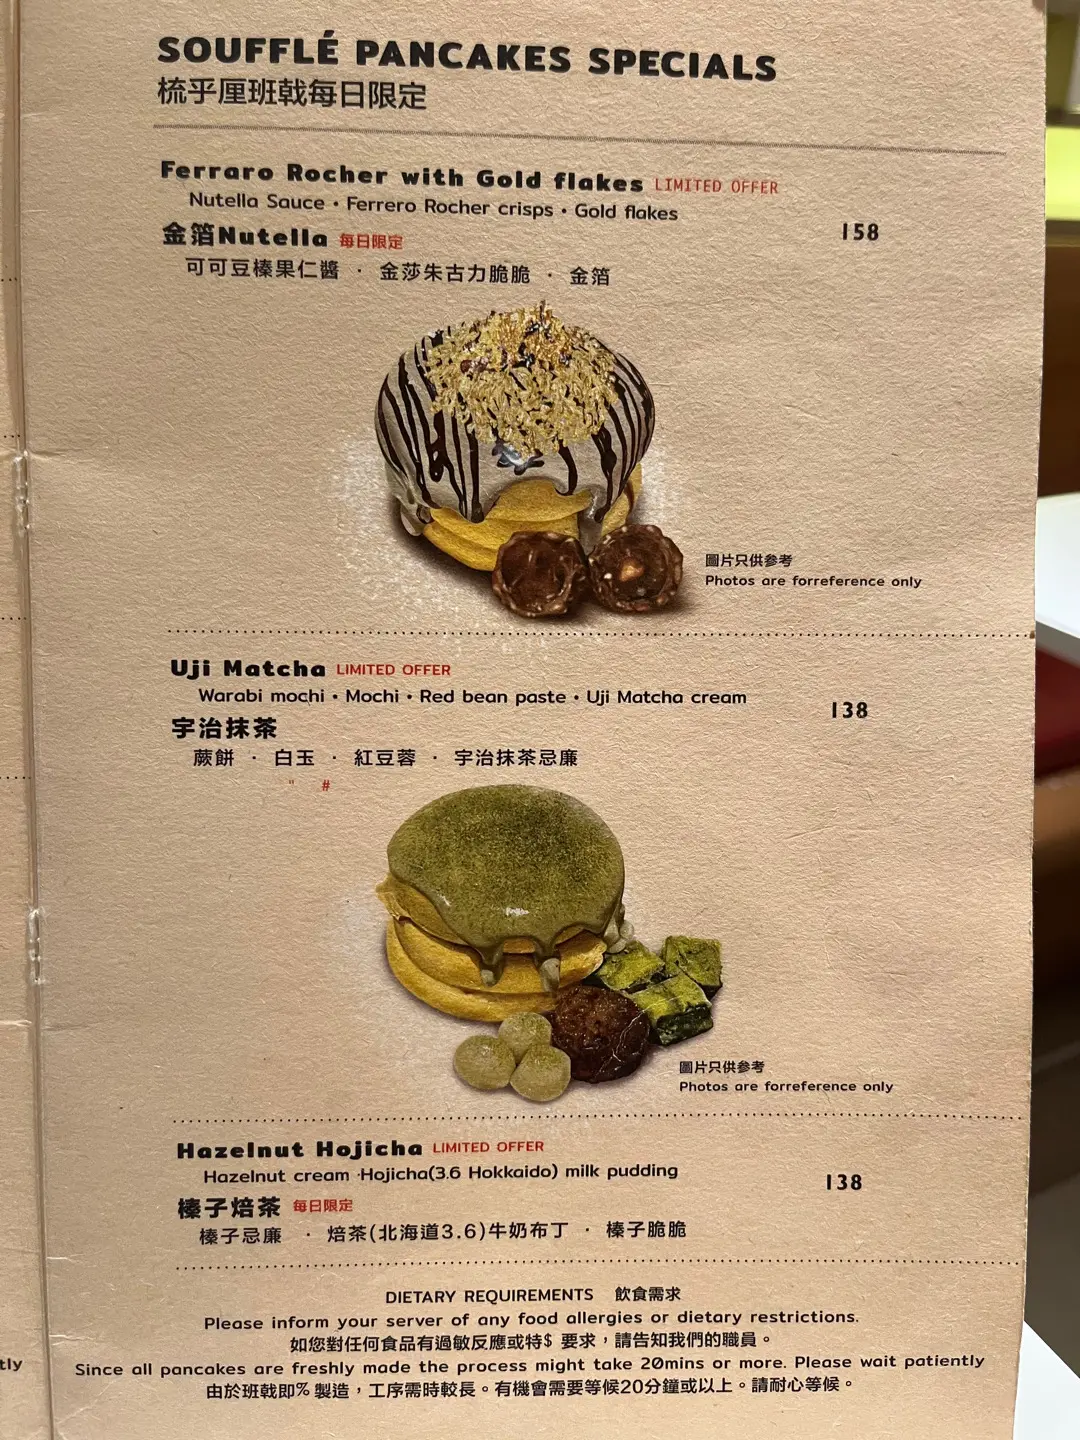 SOUFFLÉ PANCAKES SPECIALS
梳乎厘班戟每日限定
Ferraro Rocher with Gold flakes LIMITED OFFER
Nutella Sauce • Ferrero Rocher crisps • Gold flakes
158
金箔Nutella 每日限定
可可豆榛果仁醬 · 金莎朱古力脆脆 · 金箔
圖片只供參考
Photos are forreference only
Uji Matcha LIMITED OFFER
Warabi mochi • Mochi • Red bean paste • Uji Matcha cream
138
宇治抹茶
蕨餅 · 白玉 · 紅豆蓉 · 宇治抹茶忌廉
" #
圖片只供參考
Photos are forreference only
Hazelnut Hojicha LIMITED OFFER
Hazelnut cream ·Hojicha(3.6 Hokkaido) milk pudding
138
榛子焙茶 每日限定
榛子忌廉 · 焙茶(北海道3.6)牛奶布丁 · 榛子脆脆
DIETARY REQUIREMENTS 飲食需求
Please inform your server of any food allergies or dietary restrictions.
如您對任何食品有過敏反應或特$ 要求，請告知我們的職員。
Since all pancakes are freshly made the process might take 20mins or more. Please wait patiently
由於班戟即% 製造，工序需時較長。有機會需要等候20分鐘或以上。請耐心等候。
tly